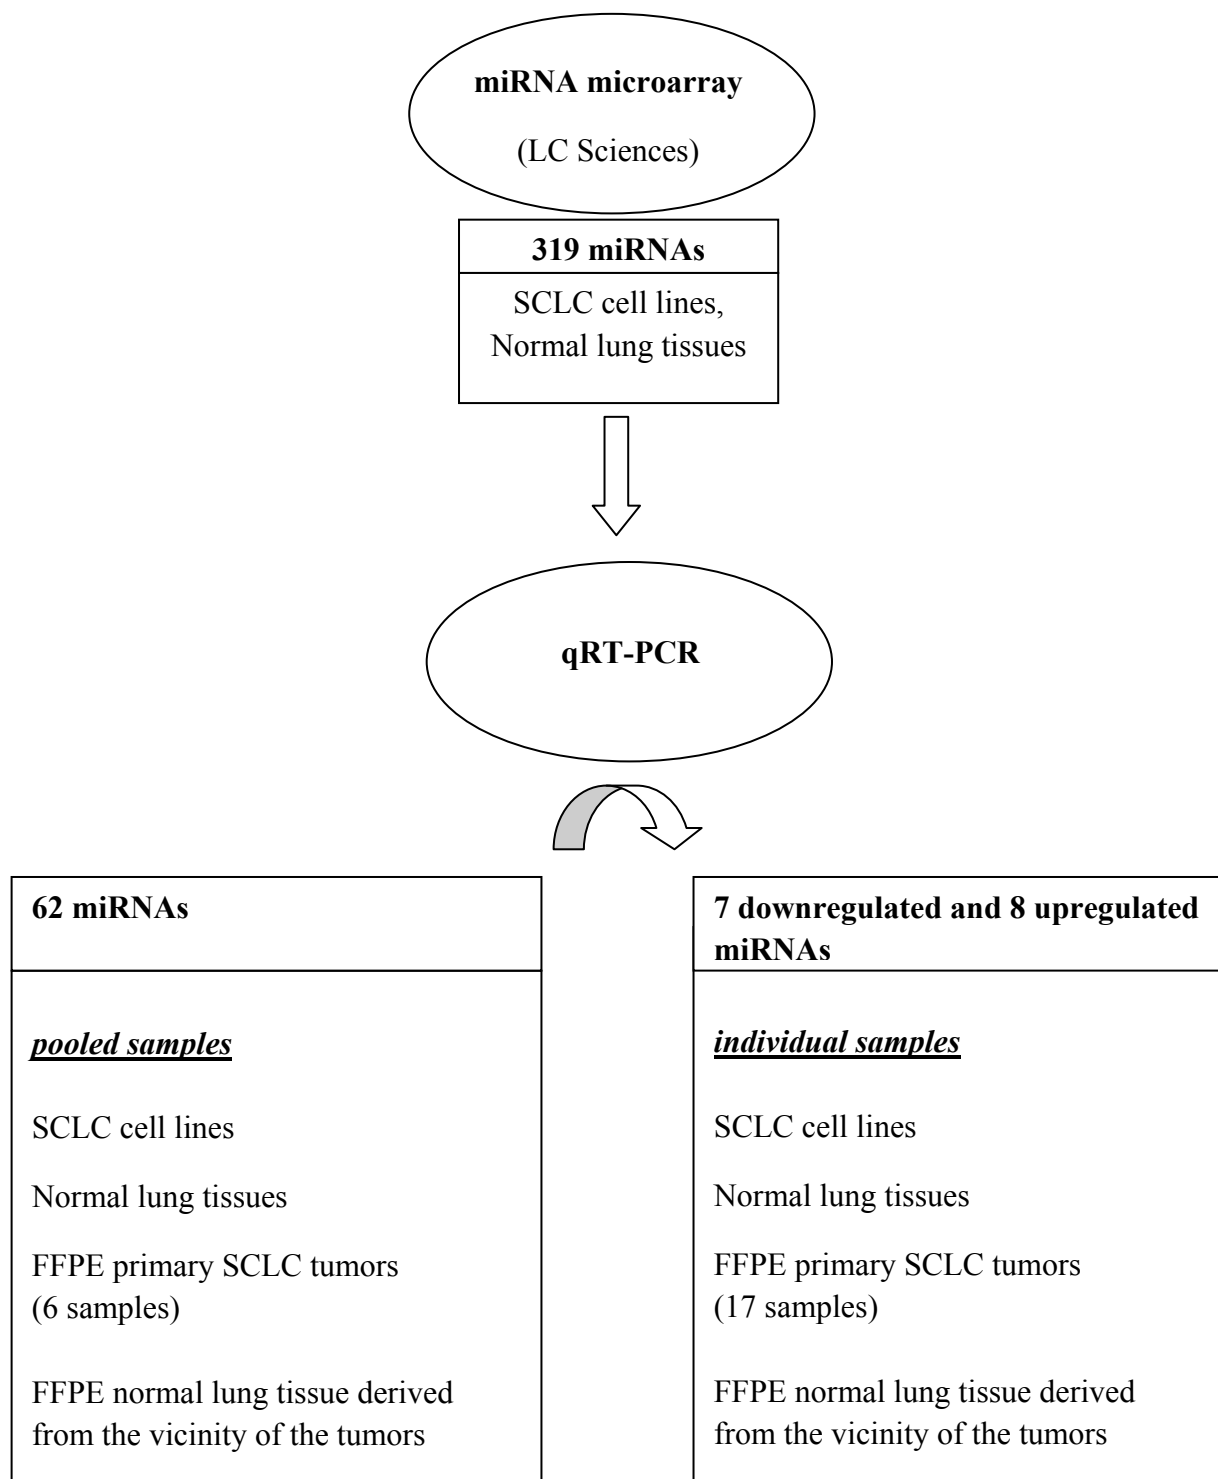 miRNA microarray
(LC Sciences)
319 miRNAs
SCLC cell lines,
Normal lung tissues
qRT-PCR
62 miRNAs
pooled samples
SCLC cell lines
Normal lung tissues
FFPE primary SCLC tumors
(6 samples)
FFPE normal lung tissue derived
from the vicinity of the tumors
7 downregulated and 8 upregulated
miRNAs
individual samples
SCLC cell lines
Normal lung tissues
FFPE primary SCLC tumors
(17 samples)
FFPE normal lung tissue derived
from the vicinity of the tumors